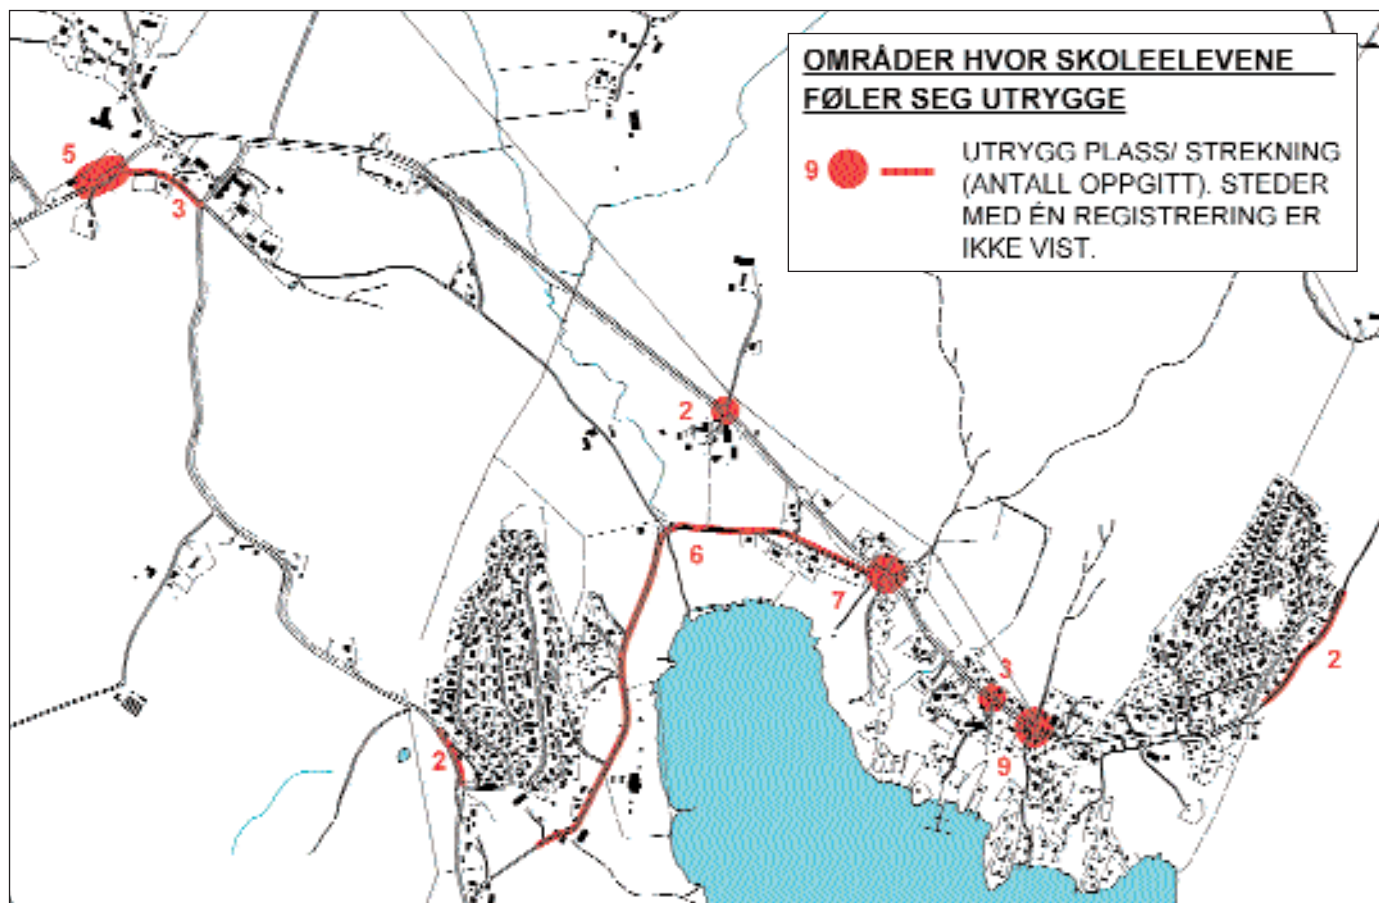 OMRÅDER HVOR SKOLEELEVENE
FØLER SEG UTRYGGE
9 UTRYGG PLASS/ STREKNING
(ANTALL OPPGITT). STEDER
MED ÉN REGISTRERING ER
IKKE VIST.
5
3
2
6
7
3
2
2
9